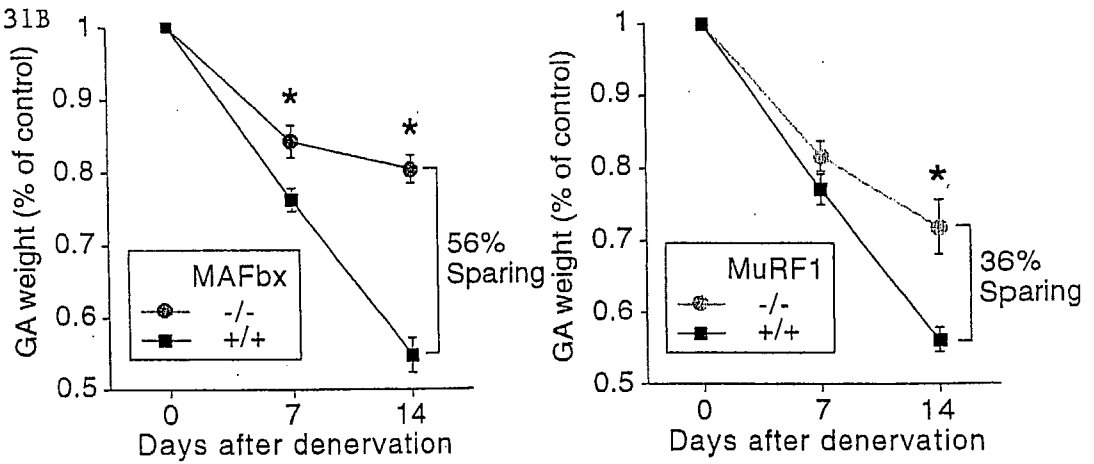 31B
GA weight (% of control)
1
0.9
0.8
0.7
0.6
0.5
*
*
56%
Sparing
MAFbx
-/-
+/+
0 7 14
Days after denervation
GA weight (% of control)
1
0.9
0.8
0.7
0.6
0.5
*
36%
Sparing
MuRF1
-/-
+/+
0 7 14
Days after denervation